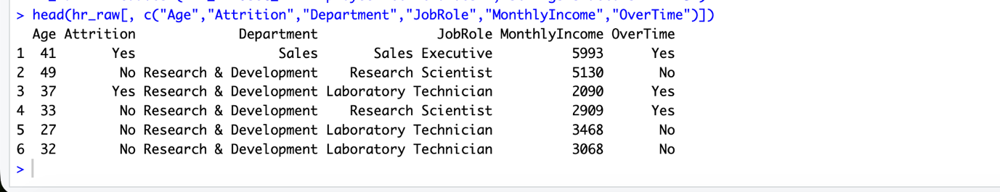 > head(hr_raw[, c("Age","Attrition","Department","JobRole","MonthlyIncome","OverTime")])
  Age Attrition             Department               JobRole MonthlyIncome OverTime
1  41       Yes                  Sales       Sales Executive          5993      Yes
2  49        No Research & Development    Research Scientist          5130       No
3  37       Yes Research & Development Laboratory Technician          2090      Yes
4  33        No Research & Development    Research Scientist          2909      Yes
5  27        No Research & Development Laboratory Technician          3468       No
6  32        No Research & Development Laboratory Technician          3068       No
>